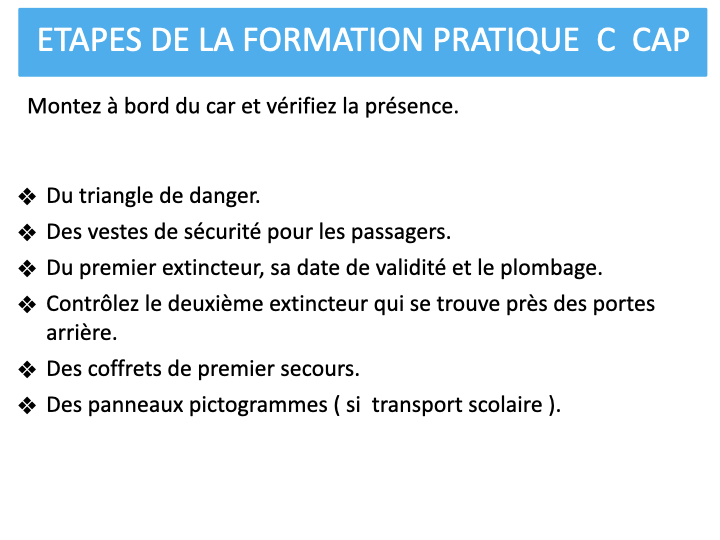 ETAPES DE LA FORMATION PRATIQUE  C  CAP
Montez à bord du car et vérifiez la présence.
❖ Du triangle de danger.
❖ Des vestes de sécurité pour les passagers.
❖ Du premier extincteur, sa date de validité et le plombage.
❖ Contrôlez le deuxième extincteur qui se trouve près des portes
arrière.
❖ Des coffrets de premier secours.
❖ Des panneaux pictogrammes ( si  transport scolaire ).